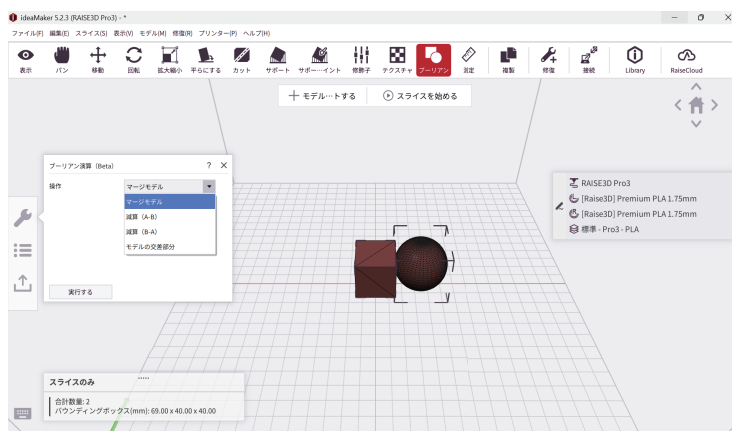 ideaMaker 5.2.3 (RAISE3D Pro3) - *
ファイル(F) 編集(E) スライス(S) 表示(V) モデル(M) 修復(R) プリンター(P) ヘルプ(H)
表示 パン 移動 回転 拡大縮小 平らにする カット サポート サポー…イント 修飾子 テクスチャ ブーリアン 測定 複製 修復 接続 Library RaiseCloud
モデル…トする スライスを始める
ブーリアン演算 (Beta) ?
操作 マージモデル
マージモデル
減算 (A-B)
減算 (B-A)
モデルの交差部分
実行する
RAISE3D Pro3
[Raise3D] Premium PLA 1.75mm
[Raise3D] Premium PLA 1.75mm
標準 - Pro3 - PLA
スライスのみ
合計数量: 2
バウンディングボックス(mm): 69.00 x 40.00 x 40.00